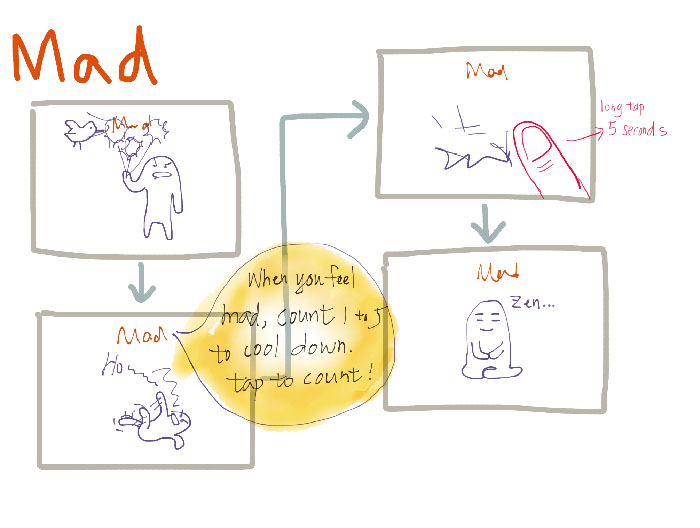 Mad
Mad
Mad
When you feel
mad, count 1 to 5
to cool down.
tap to count!
Mad
long tap
5 seconds
Mad
Zen...